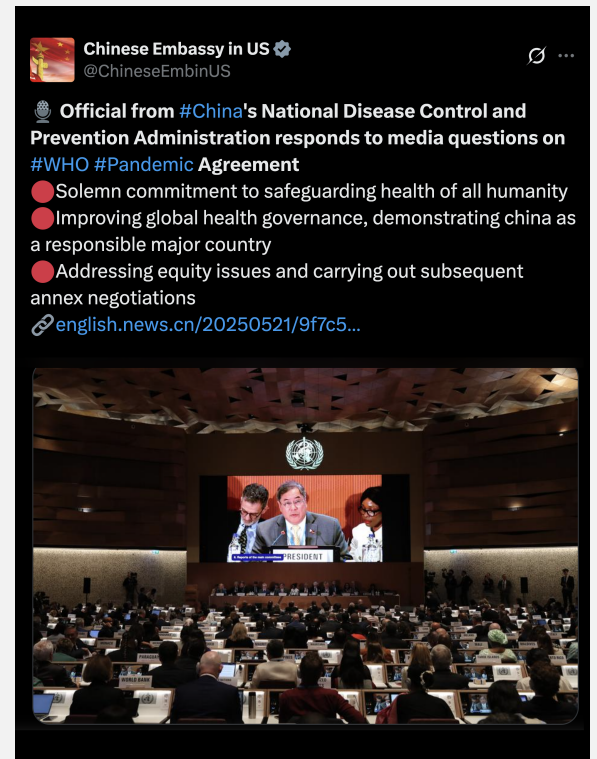 Chinese Embassy in US
@ChineseEmbinUS
Official from #China's National Disease Control and
Prevention Administration responds to media questions on
#WHO #Pandemic Agreement
Solemn commitment to safeguarding health of all humanity
Improving global health governance, demonstrating china as
a responsible major country
Addressing equity issues and carrying out subsequent
annex negotiations
english.news.cn/20250521/9f7c5...
PRESIDENT
PARAGUAY
WORLD BANK